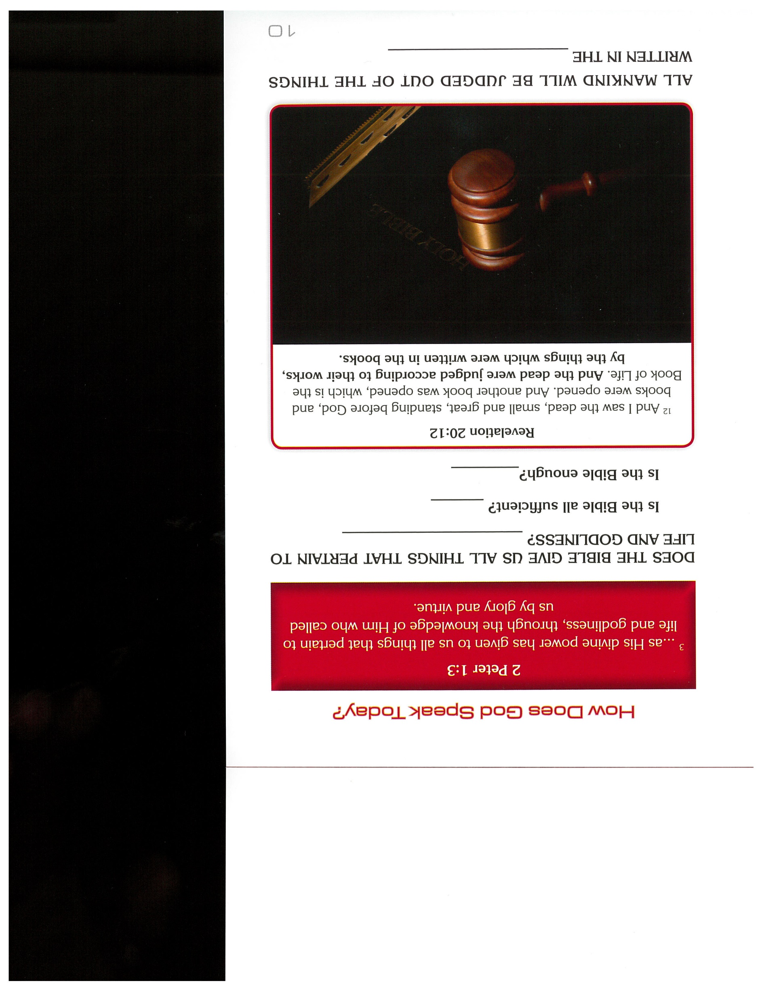 How Does God Speak Today?
2 Peter 1:3
3 ...as His divine power has given to us all things that pertain to
life and godliness, through the knowledge of Him who called
us by glory and virtue.
DOES THE BIBLE GIVE US ALL THINGS THAT PERTAIN TO
LIFE AND GODLINESS? ____________________
Is the Bible all sufficient? ______
Is the Bible enough?________
Revelation 20:12
12 And I saw the dead, small and great, standing before God, and
books were opened. And another book was opened, which is the
Book of Life. And the dead were judged according to their works,
by the things which were written in the books.
HOLY BIBLE
ALL MANKIND WILL BE JUDGED OUT OF THE THINGS
WRITTEN IN THE ____________________
10